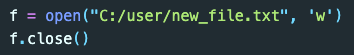 f = open("C:/user/new_file.txt", 'w')
f.close()